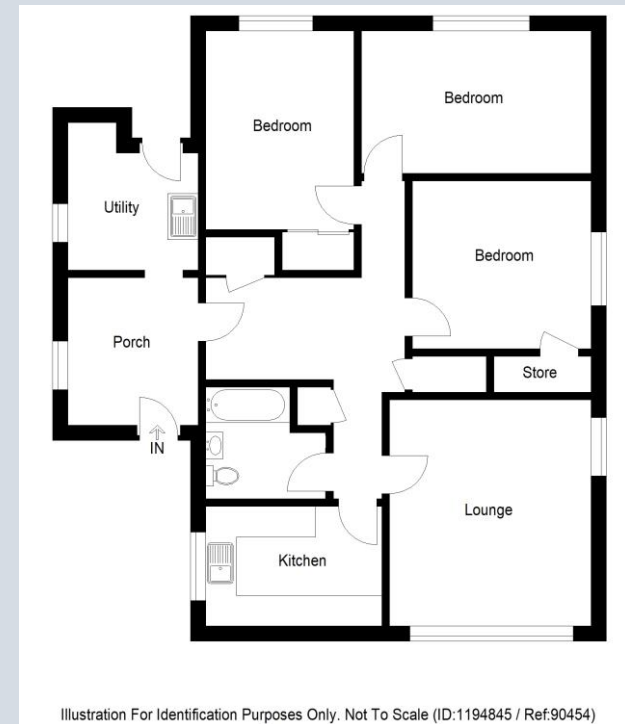 Bedroom
Bedroom
Utility
Bedroom
Porch
Store
IN
Lounge
Kitchen
Illustration For Identification Purposes Only. Not To Scale (ID:1194845 / Ref:90454)